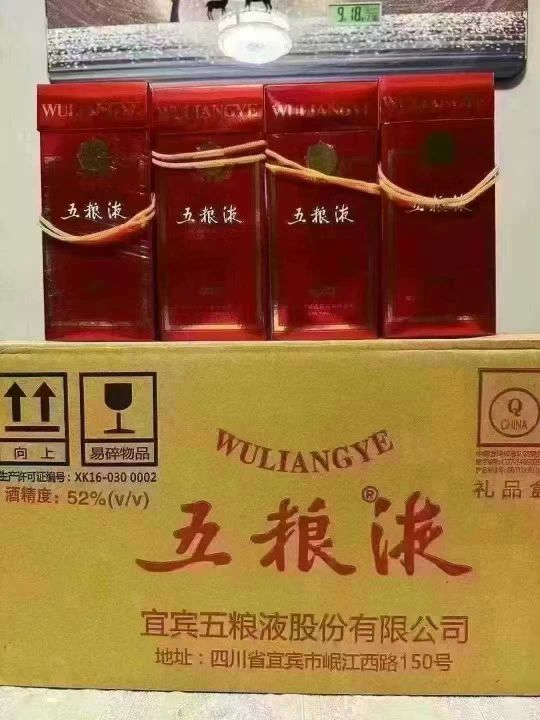 9.18
WULIANGYE
WULIANGYE
WULIANGYE
WULIANGYE
五粮液
五粮液
五粮液
五粮液
向上
易碎物品
Q
CHINA
WULIANGYE
生产许可证编号：XK16-030 0002
酒精度：52%(v/v)
礼品盒
五粮液®
宜宾五粮液股份有限公司
地址：四川省宜宾市岷江西路150号